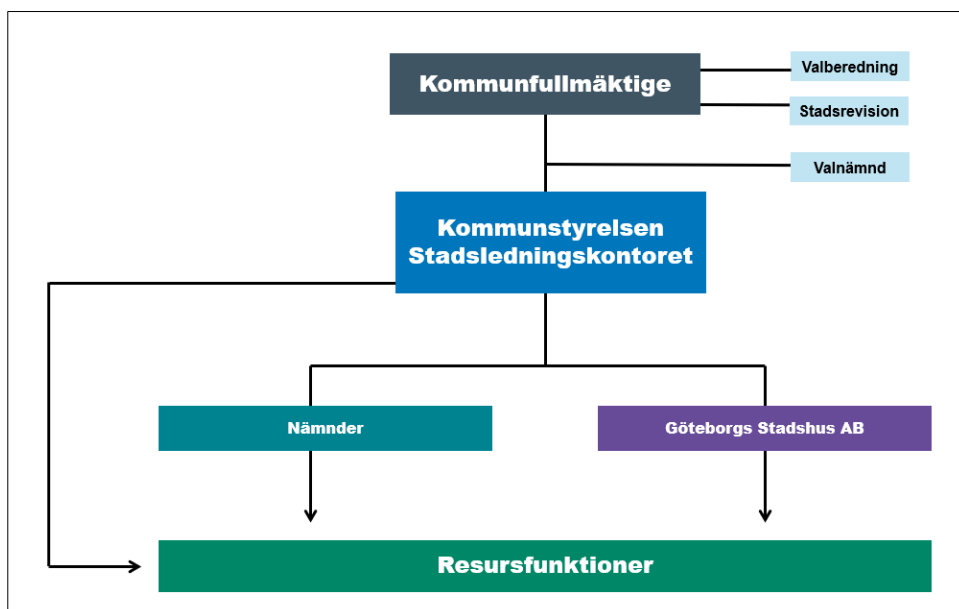 Kommunfullmäktige
Valberedning
Stadsrevision
Valnämnd
Kommunstyrelsen
Stadsledningskontoret
Nämnder
Göteborgs Stadshus AB
Resursfunktioner